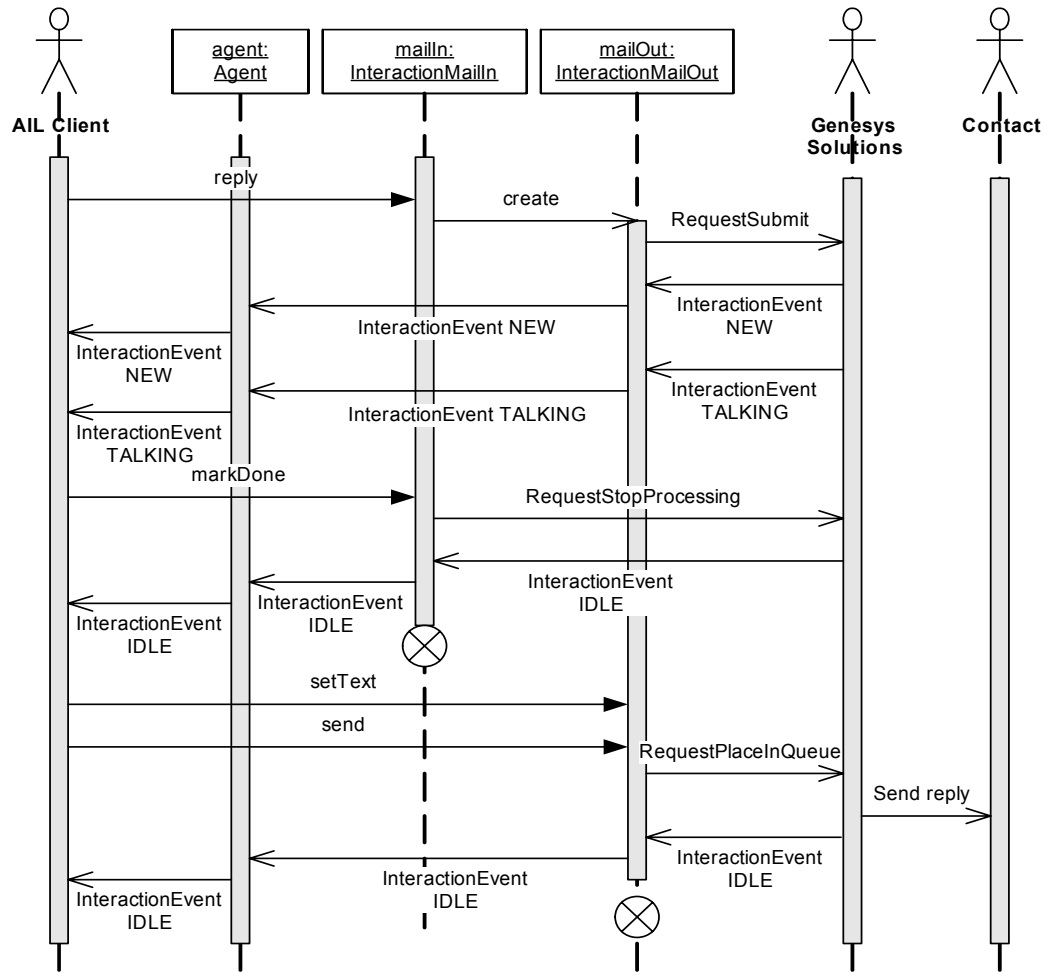 agent:
Agent
mailIn:
InteractionMailIn
mailOut:
InteractionMailOut
AIL Client
Genesys
Solutions
Contact
reply
create
RequestSubmit
InteractionEvent
NEW
InteractionEvent NEW
InteractionEvent
NEW
InteractionEvent
TALKING
InteractionEvent TALKING
InteractionEvent
TALKING
markDone
RequestStopProcessing
InteractionEvent
IDLE
InteractionEvent
IDLE
InteractionEvent
IDLE
setText
send
RequestPlaceInQueue
Send reply
InteractionEvent
IDLE
InteractionEvent
IDLE
InteractionEvent
IDLE